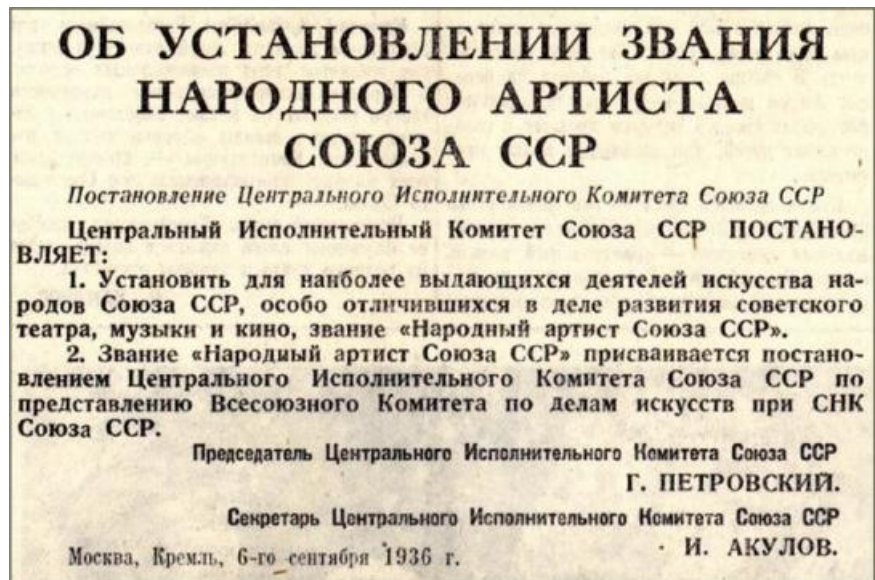 ОБ УСТАНОВЛЕНИИ ЗВАНИЯ
НАРОДНОГО АРТИСТА
СОЮЗА ССР
Постановление Центрального Исполнительного Комитета Союза ССР
Центральный Исполнительный Комитет Союза ССР ПОСТАНО-
ВЛЯЕТ:
1. Установить для наиболее выдающихся деятелей искусства на-
родов Союза ССР, особо отличившихся в деле развития советского
театра, музыки и кино, звание «Народный артист Союза ССР».
2. Звание «Народный артист Союза ССР» присваивается постано-
влением Центрального Исполнительного Комитета Союза ССР по
представлению Всесоюзного Комитета по делам искусств при СНК
Союза ССР.
Председатель Центрального Исполнительного Комитета Союза ССР
Г. ПЕТРОВСКИЙ.
Секретарь Центрального Исполнительного Комитета Союза ССР
И. АКУЛОВ.
Москва, Кремль, 6-го сентября 1936 г.